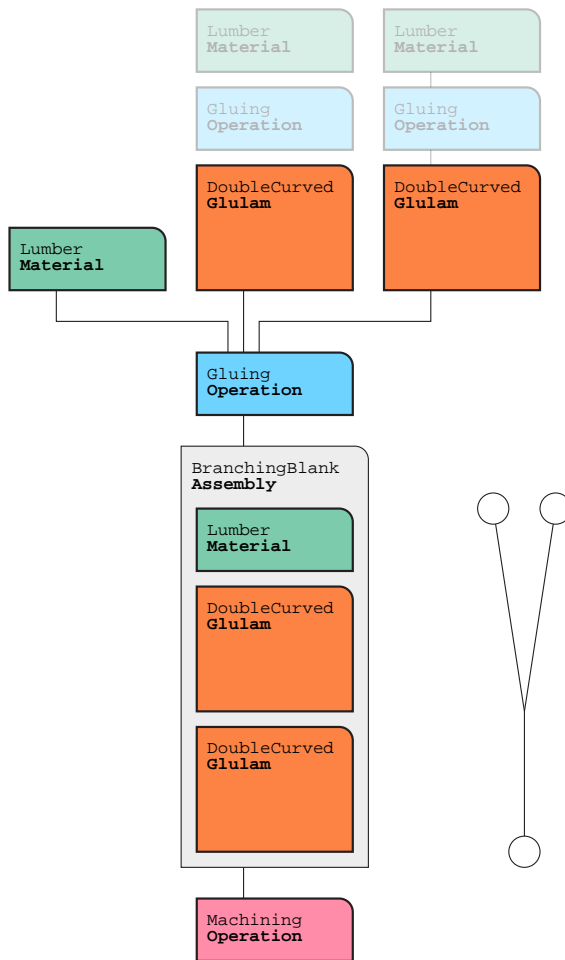 Lumber
Material
Lumber
Material
Gluing
Operation
Gluing
Operation
DoubleCurved
Glulam
DoubleCurved
Glulam
Lumber
Material
Gluing
Operation
BranchingBlank
Assembly
Lumber
Material
DoubleCurved
Glulam
DoubleCurved
Glulam
Machining
Operation